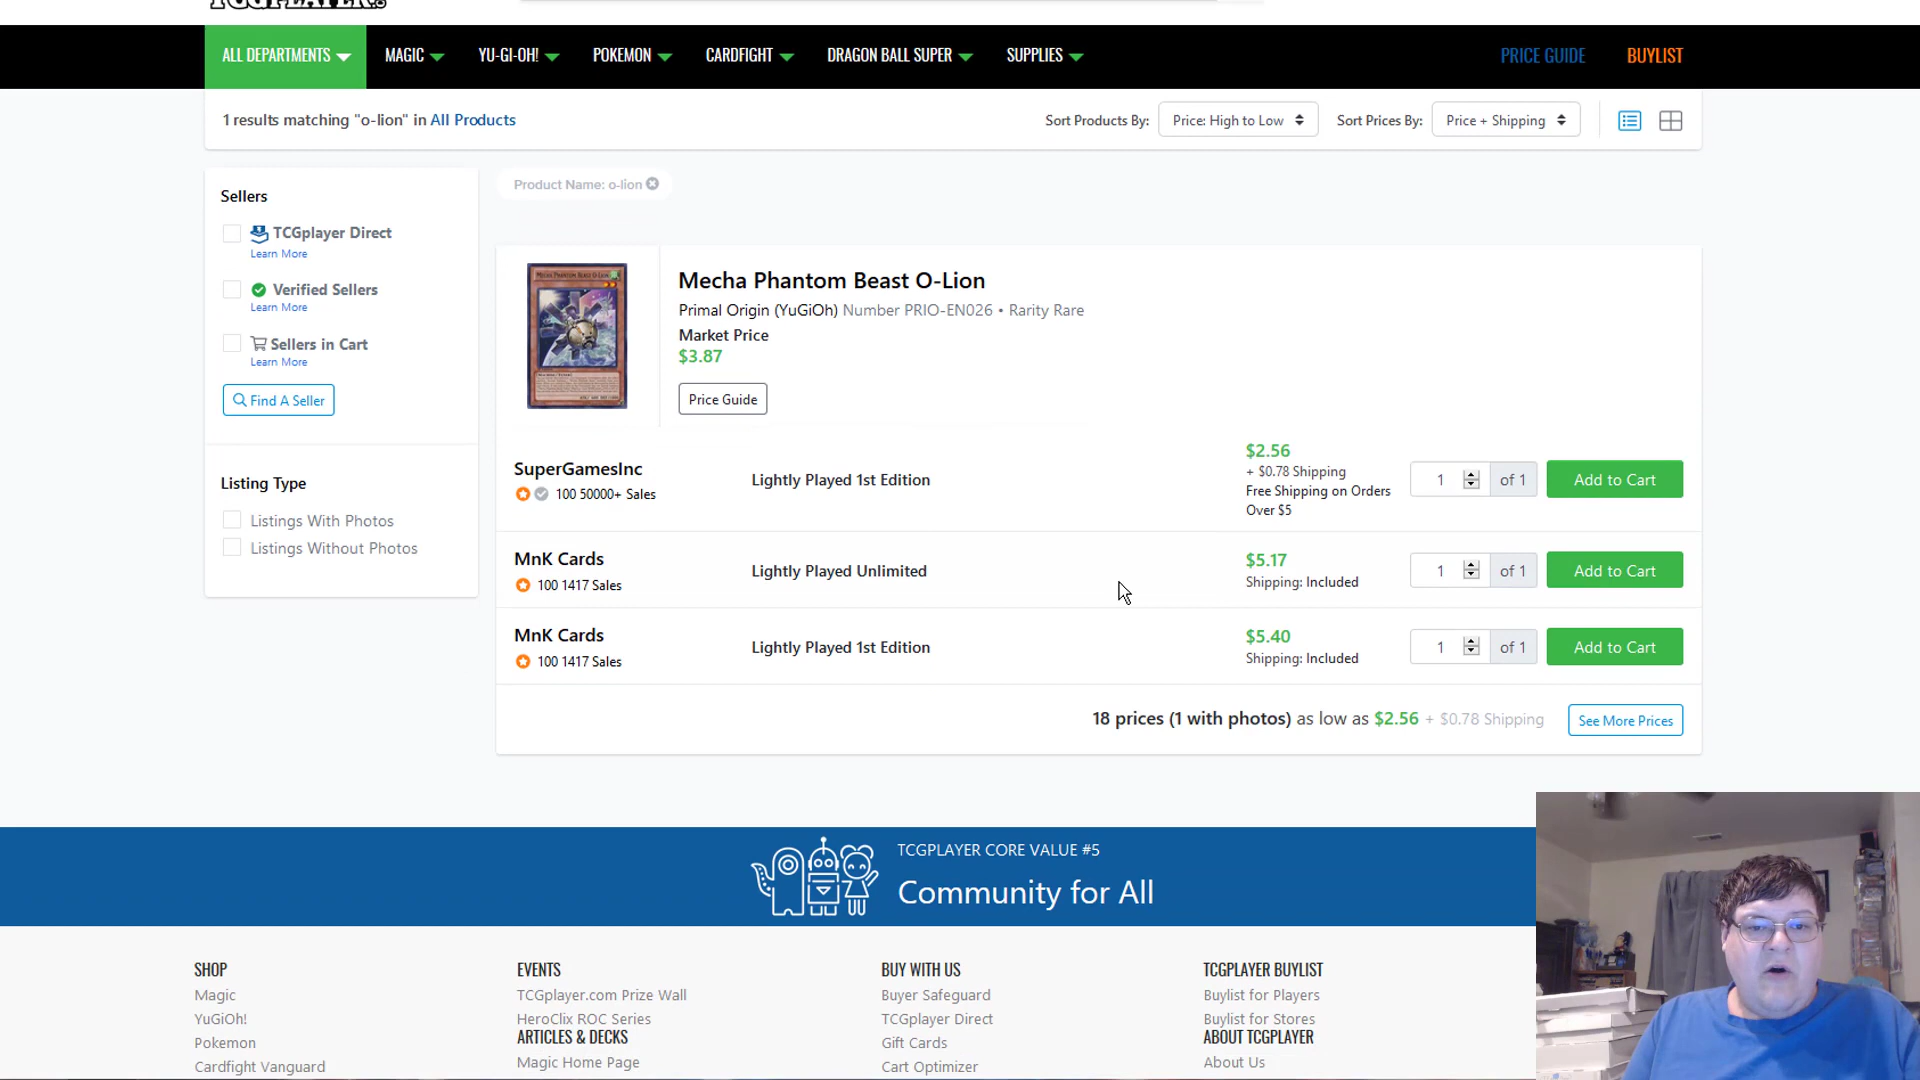 TCGPLAYER
ALL DEPARTMENTS MAGIC YU-GI-OH! POKEMON CARDFIGHT DRAGON BALL SUPER SUPPLIES PRICE GUIDE BUYLIST
1 results matching "o-lion" in All Products
Sort Products By: Price: High to Low Sort Prices By: Price + Shipping
Sellers
TCGplayer Direct
Learn More
Verified Sellers
Learn More
Sellers in Cart
Learn More
Find A Seller
Listing Type
Listings With Photos
Listings Without Photos
Product Name: o-lion
Mecha Phantom Beast O-Lion
Primal Origin (YuGiOh) Number PRIO-EN026 • Rarity Rare
Market Price
$3.87
Price Guide
SuperGamesInc
100 50000+ Sales
Lightly Played 1st Edition
$2.56
+ $0.78 Shipping
Free Shipping on Orders
Over $5
1 of 1 Add to Cart
MnK Cards
100 1417 Sales
Lightly Played Unlimited
$5.17
Shipping: Included
1 of 1 Add to Cart
MnK Cards
100 1417 Sales
Lightly Played 1st Edition
$5.40
Shipping: Included
1 of 1 Add to Cart
18 prices (1 with photos) as low as $2.56 + $0.78 Shipping See More Prices
TCGPLAYER CORE VALUE #5
Community for All
SHOP
Magic
YuGiOh!
Pokemon
Cardfight Vanguard
EVENTS
TCGplayer.com Prize Wall
HeroClix ROC Series
ARTICLES & DECKS
Magic Home Page
BUY WITH US
Buyer Safeguard
TCGplayer Direct
Gift Cards
Cart Optimizer
TCGPLAYER BUYLIST
Buylist for Players
Buylist for Stores
ABOUT TCGPLAYER
About Us